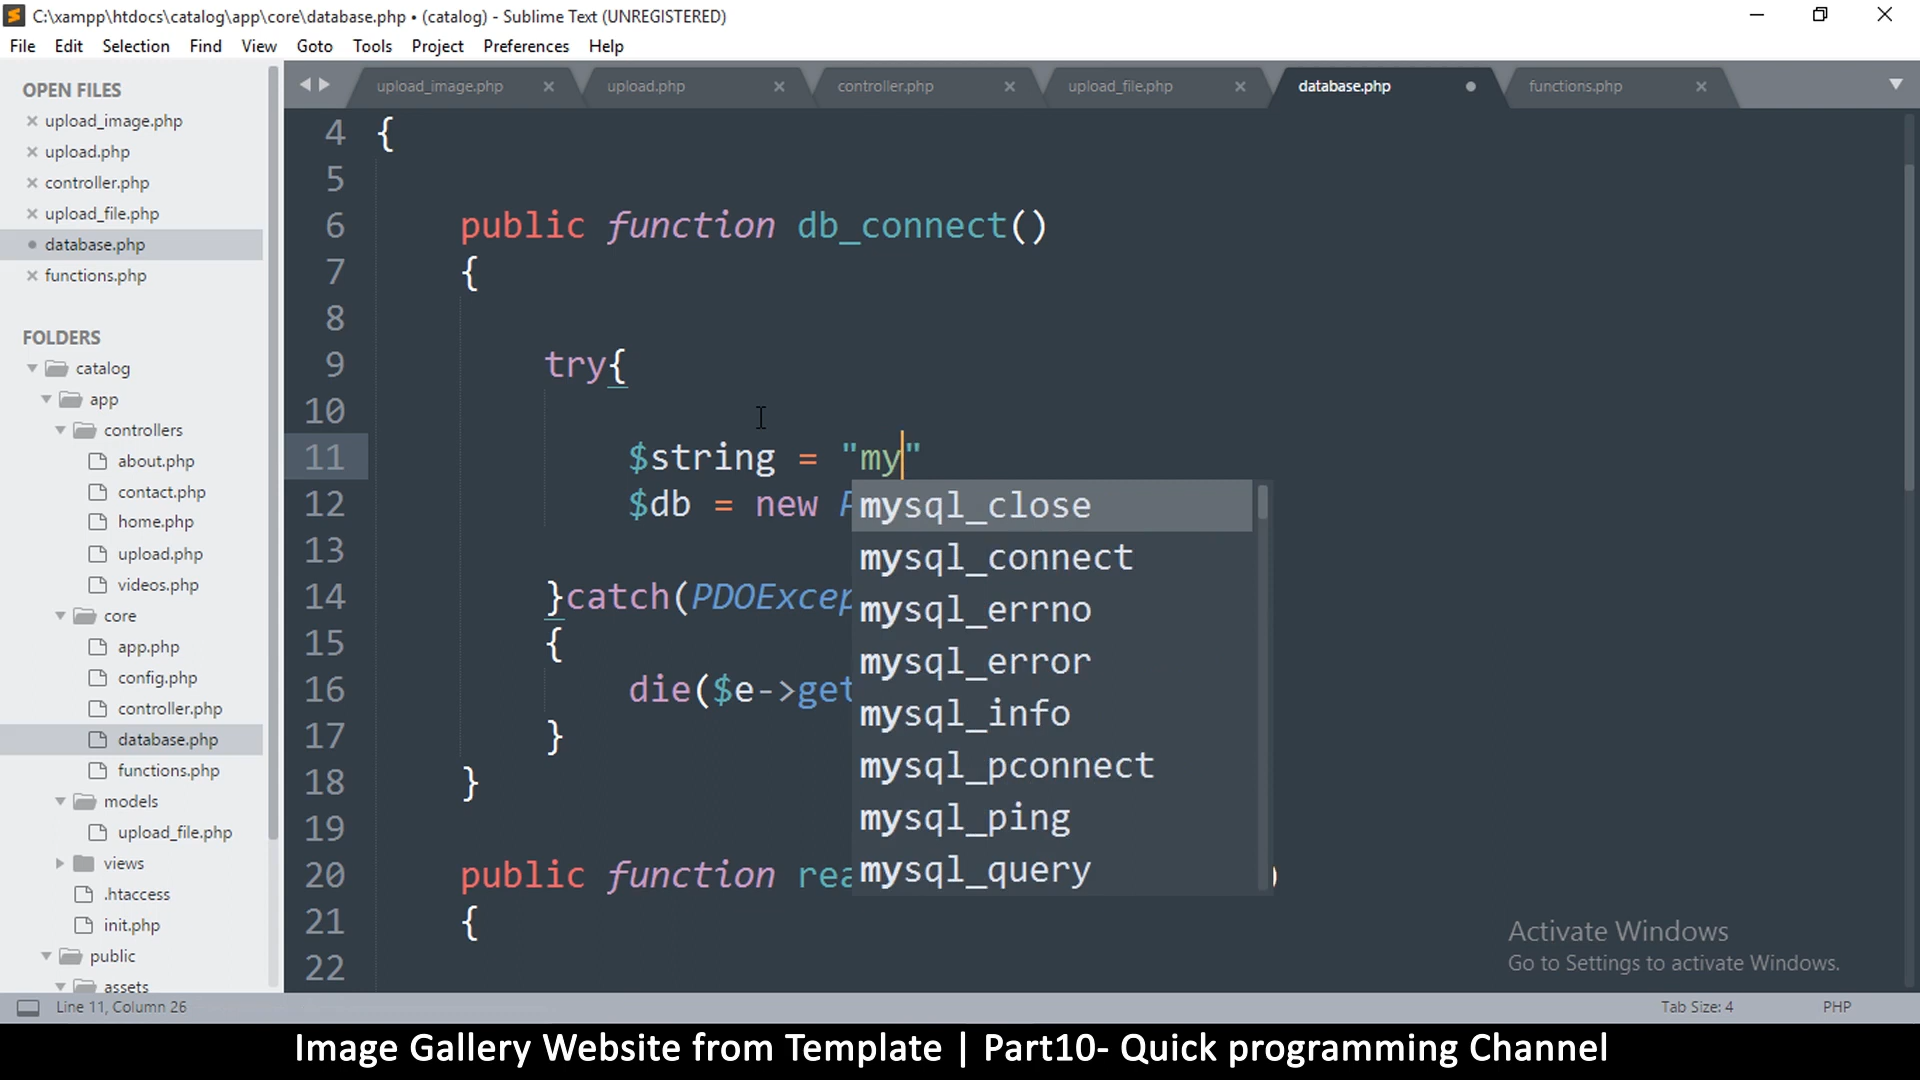 C:\xampp\htdocs\catalog\app\core\database.php • (catalog) - Sublime Text (UNREGISTERED)
File Edit Selection Find View Goto Tools Project Preferences Help
OPEN FILES
upload_image.php
upload.php
controller.php
upload_file.php
database.php
functions.php
FOLDERS
catalog
app
controllers
about.php
contact.php
home.php
upload.php
videos.php
core
app.php
config.php
controller.php
database.php
functions.php
models
upload_file.php
views
.htaccess
init.php
public
assets
upload_image.php upload.php controller.php upload_file.php database.php functions.php
4 {
5
6 public function db_connect()
7 {
8
9 try{
10
11 $string = "my"
12 $db = new P
13
14 }catch(PDOExcep
15 {
16 die($e->get
17 }
18 }
19
20 public function rea )
21 {
22
mysql_close
mysql_connect
mysql_errno
mysql_error
mysql_info
mysql_pconnect
mysql_ping
mysql_query
Activate Windows
Go to Settings to activate Windows.
Line 11, Column 26 Tab Size: 4 PHP
Image Gallery Website from Template | Part10- Quick programming Channel